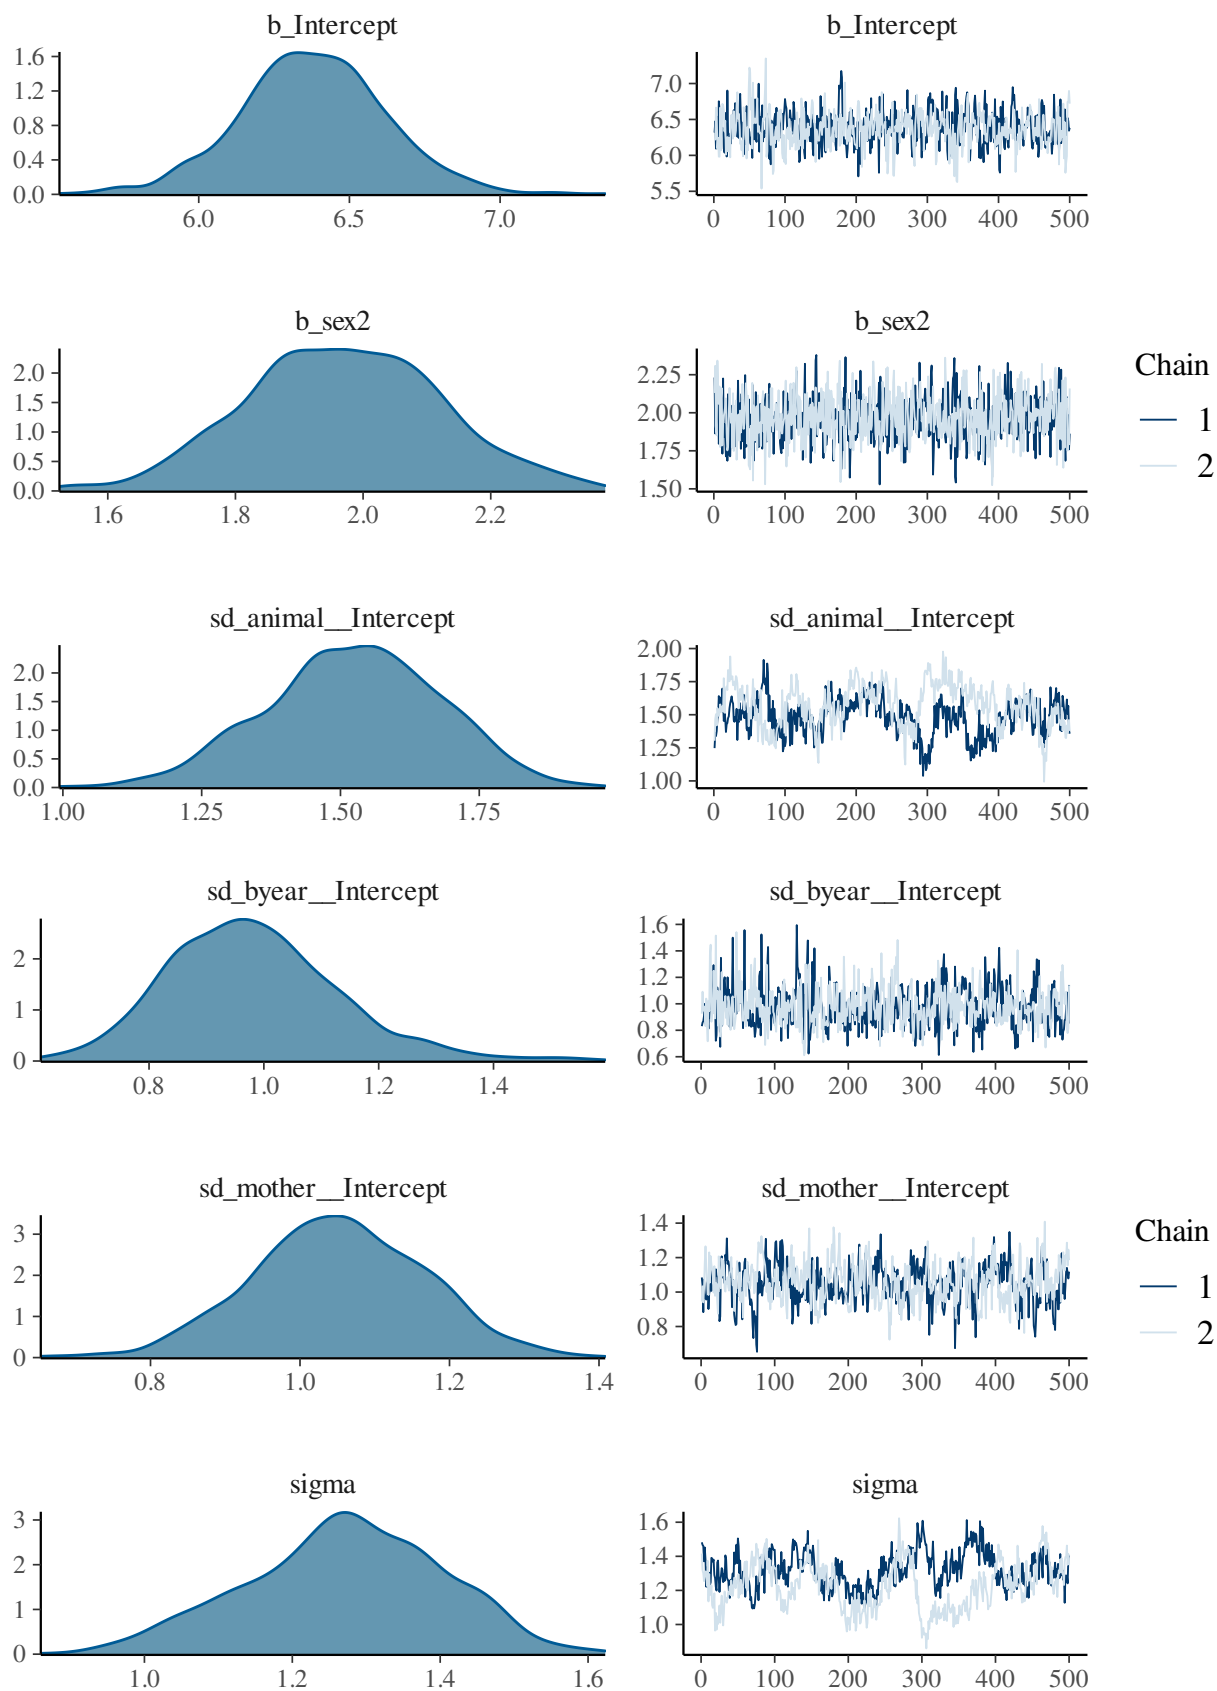 b_Intercept
b_Intercept
1.6
1.2
0.8
0.4
0.0
6.0 6.5 7.0
7.0
6.5
6.0
5.5
0 100 200 300 400 500
b_sex2
b_sex2
2.0
1.5
1.0
0.5
0.0
1.6 1.8 2.0 2.2
2.25
2.00
1.75
1.50
0 100 200 300 400 500
Chain
1
2
sd_animal__Intercept
sd_animal__Intercept
2.0
1.5
1.0
0.5
0.0
1.00 1.25 1.50 1.75
2.00
1.75
1.50
1.25
1.00
0 100 200 300 400 500
sd_byear__Intercept
sd_byear__Intercept
2
1
0
0.8 1.0 1.2 1.4
1.6
1.4
1.2
1.0
0.8
0.6
0 100 200 300 400 500
sd_mother__Intercept
sd_mother__Intercept
3
2
1
0
0.8 1.0 1.2 1.4
1.4
1.2
1.0
0.8
0 100 200 300 400 500
Chain
1
2
sigma
sigma
3
2
1
0
1.0 1.2 1.4 1.6
1.6
1.4
1.2
1.0
0 100 200 300 400 500